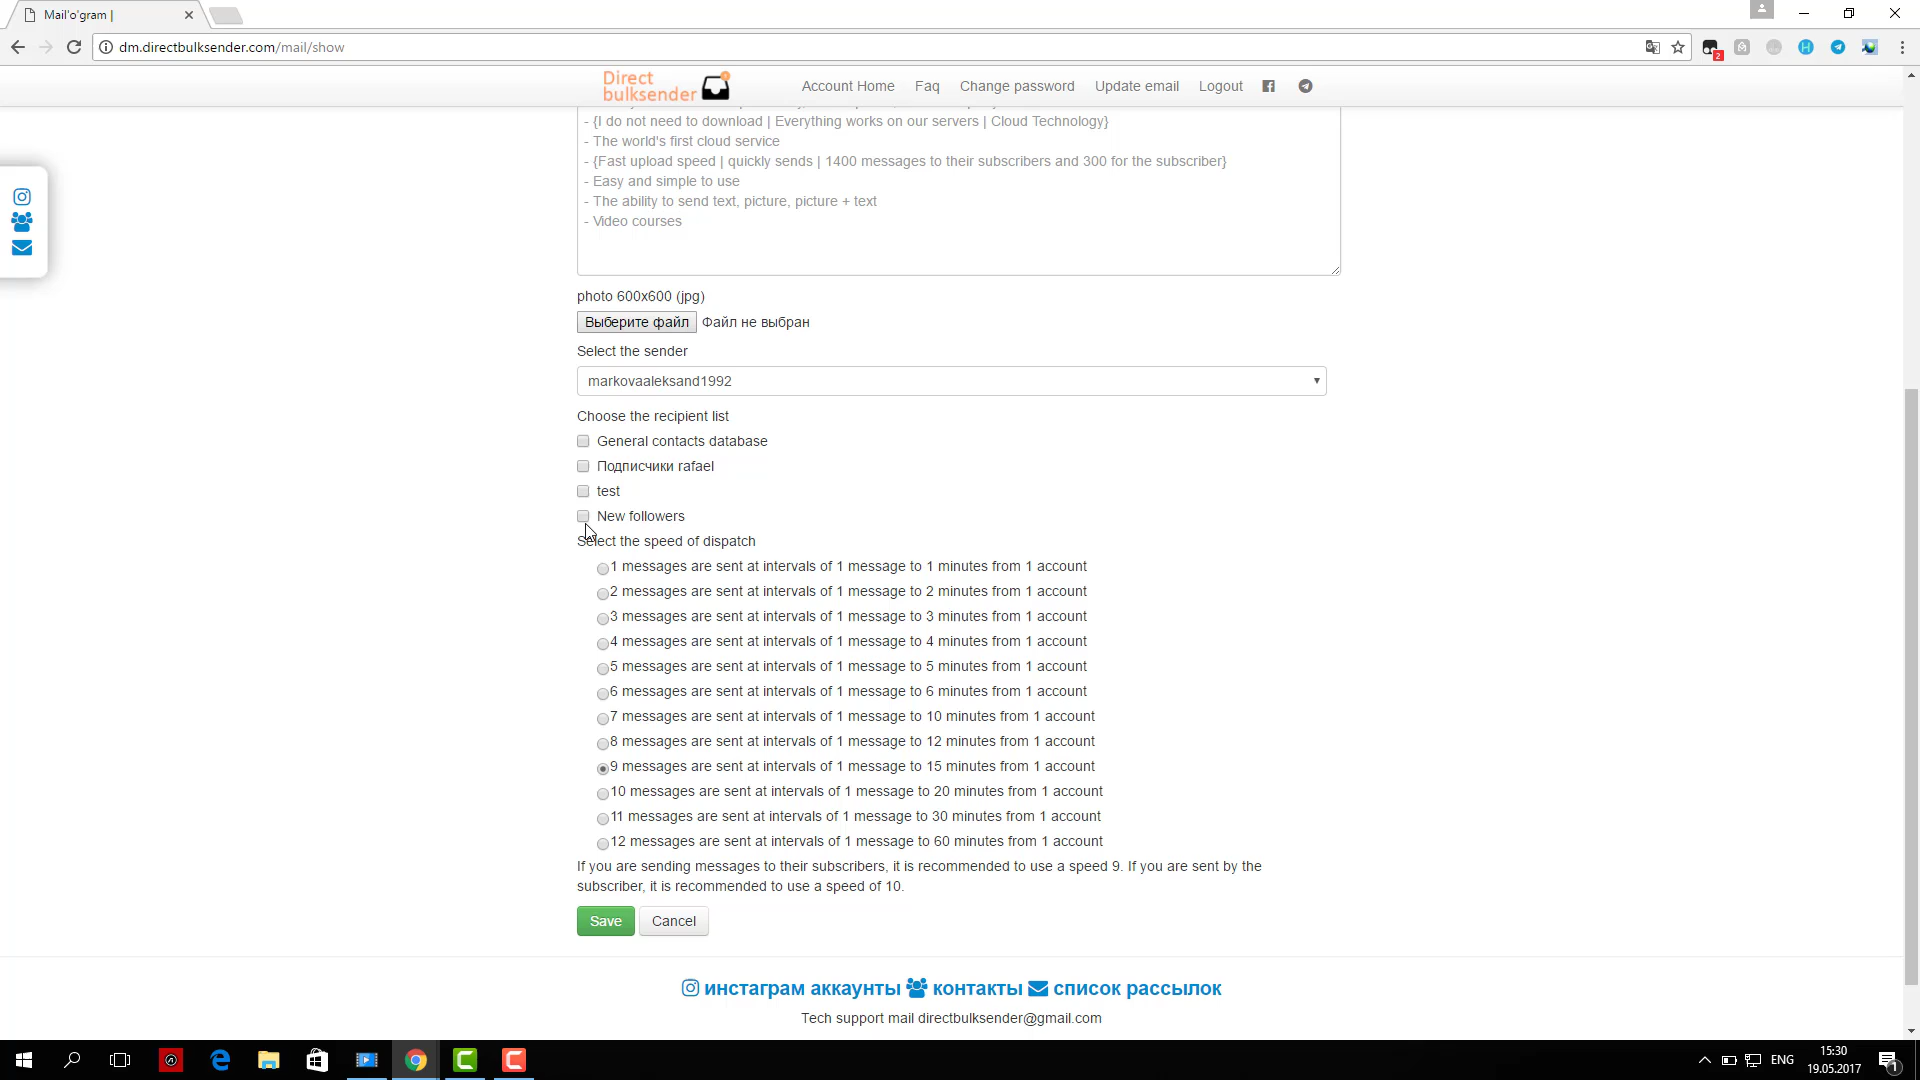 Mail'o'gram |
dm.directbulksender.com/mail/show
2
Direct
bulksender
Account Home Faq Change password Update email Logout
- {I do not need to download | Everything works on our servers | Cloud Technology}
- The world's first cloud service
- {Fast upload speed | quickly sends | 1400 messages to their subscribers and 300 for the subscriber}
- Easy and simple to use
- The ability to send text, picture, picture + text
- Video courses
photo 600x600 (jpg)
Выберите файл Файл не выбран
Select the sender
markovaaleksand1992
Choose the recipient list
General contacts database
Подписчики rafael
test
New followers
Select the speed of dispatch
1 messages are sent at intervals of 1 message to 1 minutes from 1 account
2 messages are sent at intervals of 1 message to 2 minutes from 1 account
3 messages are sent at intervals of 1 message to 3 minutes from 1 account
4 messages are sent at intervals of 1 message to 4 minutes from 1 account
5 messages are sent at intervals of 1 message to 5 minutes from 1 account
6 messages are sent at intervals of 1 message to 6 minutes from 1 account
7 messages are sent at intervals of 1 message to 10 minutes from 1 account
8 messages are sent at intervals of 1 message to 12 minutes from 1 account
9 messages are sent at intervals of 1 message to 15 minutes from 1 account
10 messages are sent at intervals of 1 message to 20 minutes from 1 account
11 messages are sent at intervals of 1 message to 30 minutes from 1 account
12 messages are sent at intervals of 1 message to 60 minutes from 1 account
If you are sending messages to their subscribers, it is recommended to use a speed 9. If you are sent by the
subscriber, it is recommended to use a speed of 10.
Save Cancel
инстаграм аккаунты контакты список рассылок
Tech support mail directbulksender@gmail.com
ENG
15:30
19.05.2017
1